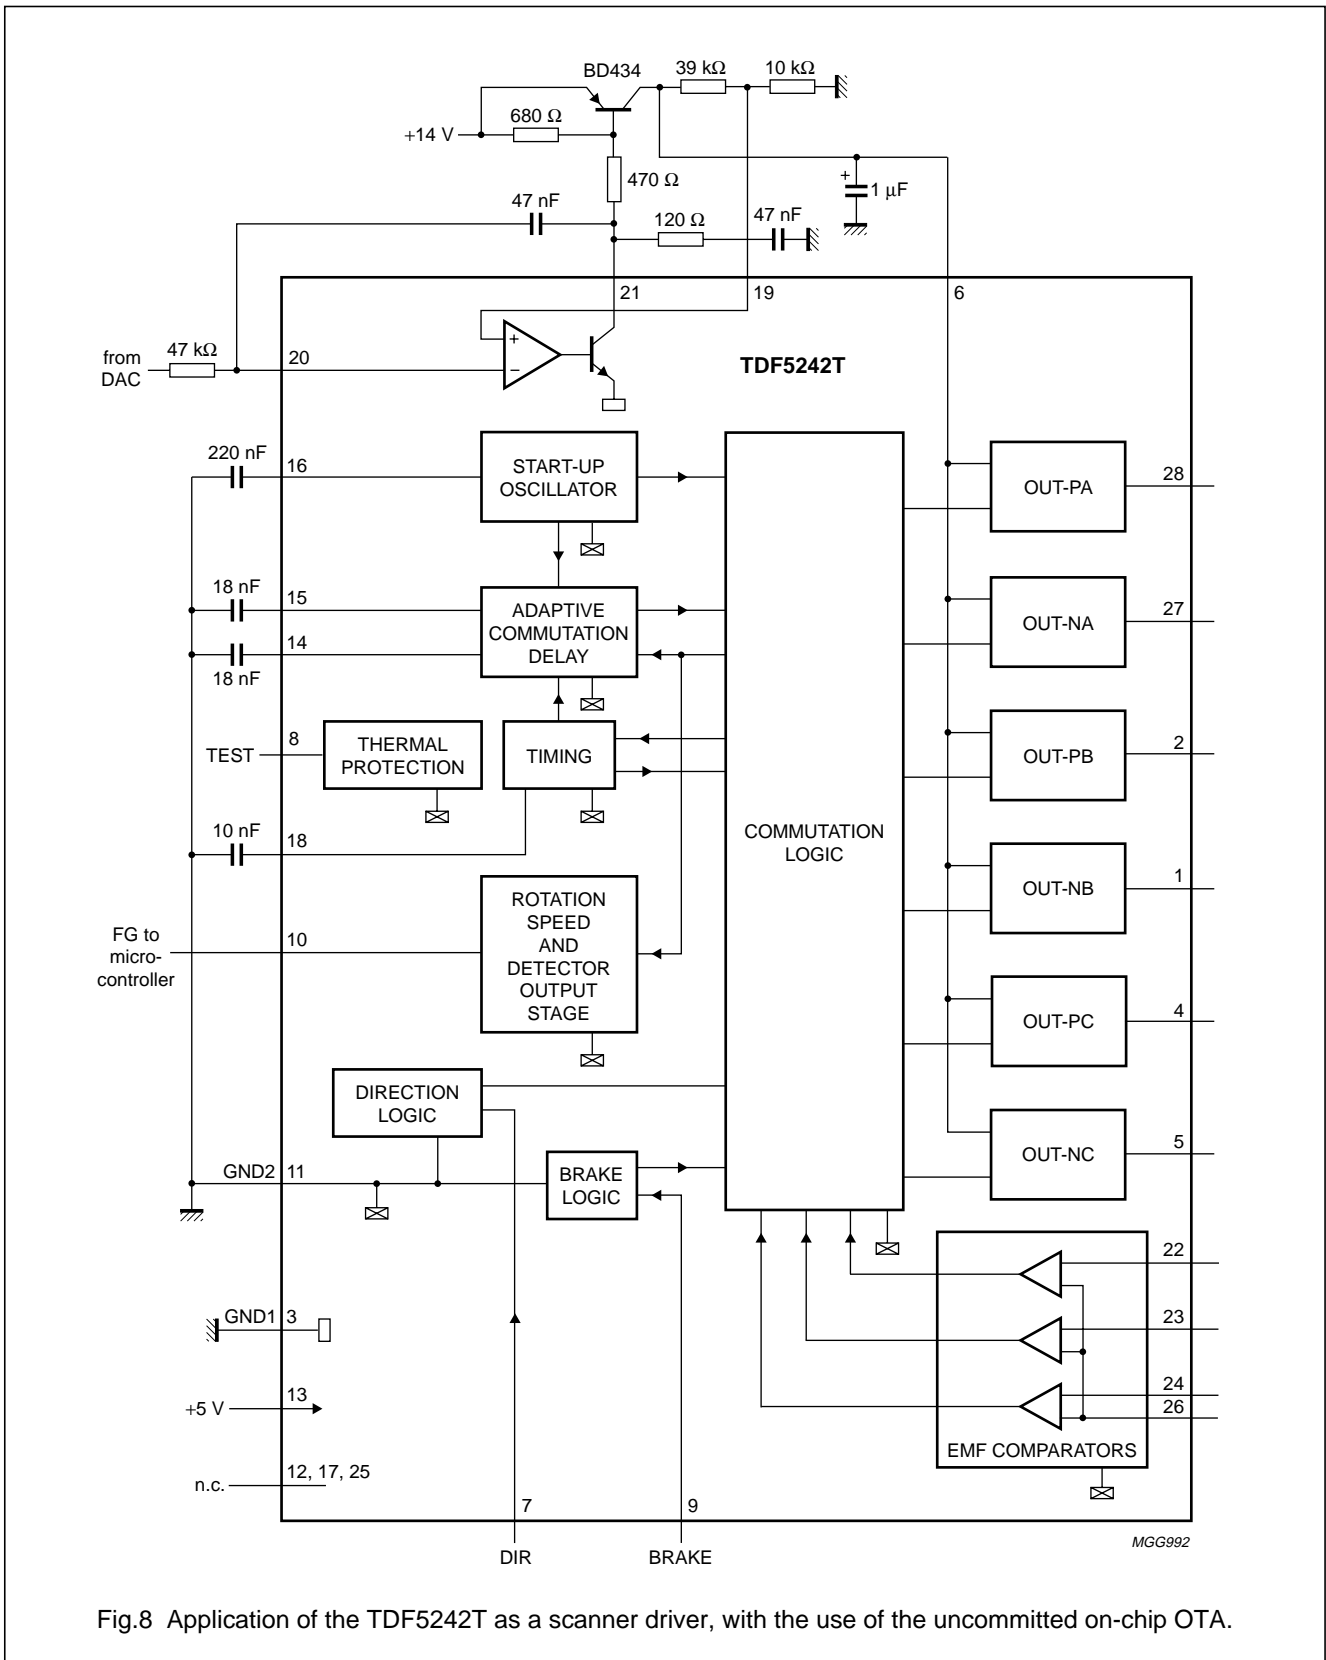 BD434
39 kΩ
10 kΩ
680 Ω
+14 V
470 Ω
+
1 µF
47 nF
120 Ω
47 nF
21
19
6
from
DAC
47 kΩ
20
+
−
TDF5242T
220 nF
16
START-UP
OSCILLATOR
OUT-PA
28
18 nF
15
14
18 nF
ADAPTIVE
COMMUTATION
DELAY
OUT-NA
27
TEST
8
THERMAL
PROTECTION
TIMING
OUT-PB
2
10 nF
18
COMMUTATION
LOGIC
OUT-NB
1
FG to
micro-
controller
10
ROTATION
SPEED
AND
DETECTOR
OUTPUT
STAGE
OUT-PC
4
DIRECTION
LOGIC
OUT-NC
5
GND2
11
BRAKE
LOGIC
22
23
24
26
EMF COMPARATORS
GND1
3
+5 V
13
n.c.
12, 17, 25
7
9
DIR
BRAKE
MGG992
Fig.8 Application of the TDF5242T as a scanner driver, with the use of the uncommitted on-chip OTA.